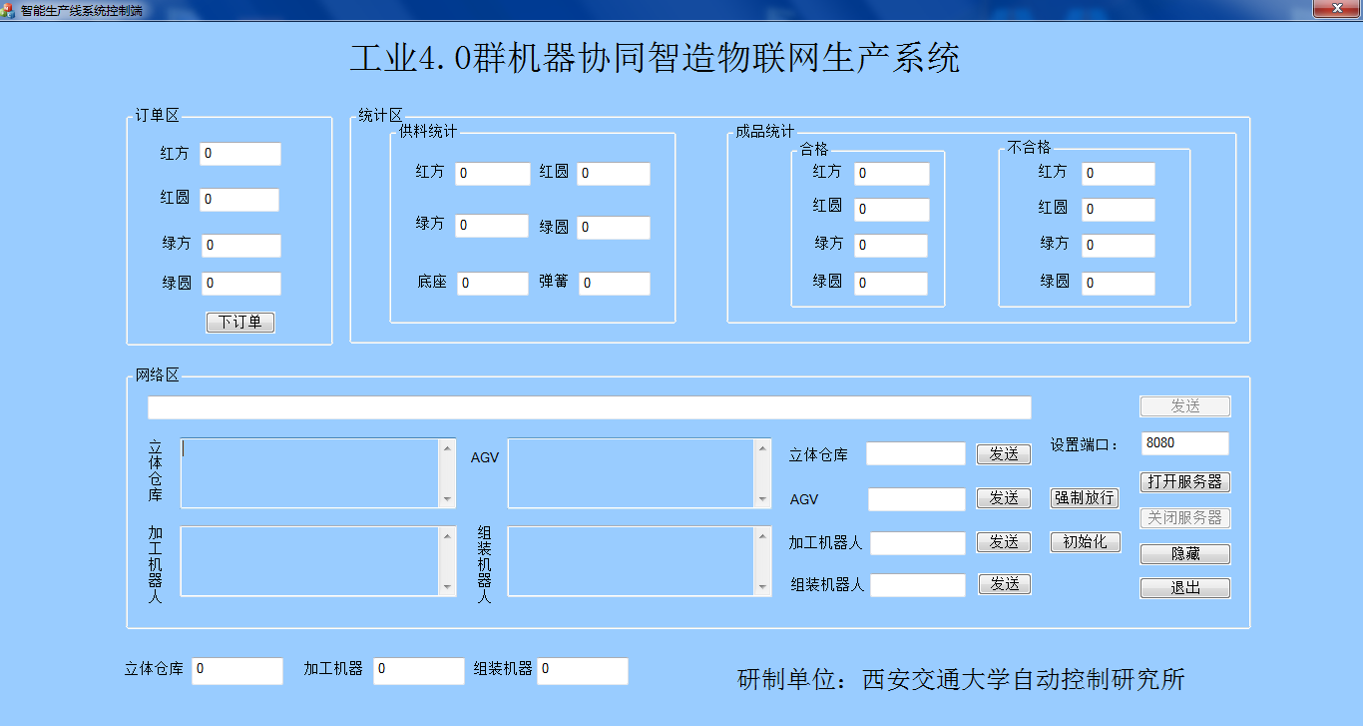 智能生产线系统控制端
工业4.0群机器协同智造物联网生产系统
订单区
红方 0
红圆 0
绿方 0
绿圆 0
下订单
统计区
供料统计
红方 0 红圆 0
绿方 0 绿圆 0
底座 0 弹簧 0
成品统计
合格
红方 0
红圆 0
绿方 0
绿圆 0
不合格
红方 0
红圆 0
绿方 0
绿圆 0
网络区
发送
立体仓库
AGV
加工机器人
组装机器人
立体仓库 发送
AGV 发送 强制放行
加工机器人 发送 初始化
组装机器人 发送
设置端口： 8080
打开服务器
关闭服务器
隐藏
退出
立体仓库 0 加工机器 0 组装机器 0
研制单位：西安交通大学自动控制研究所